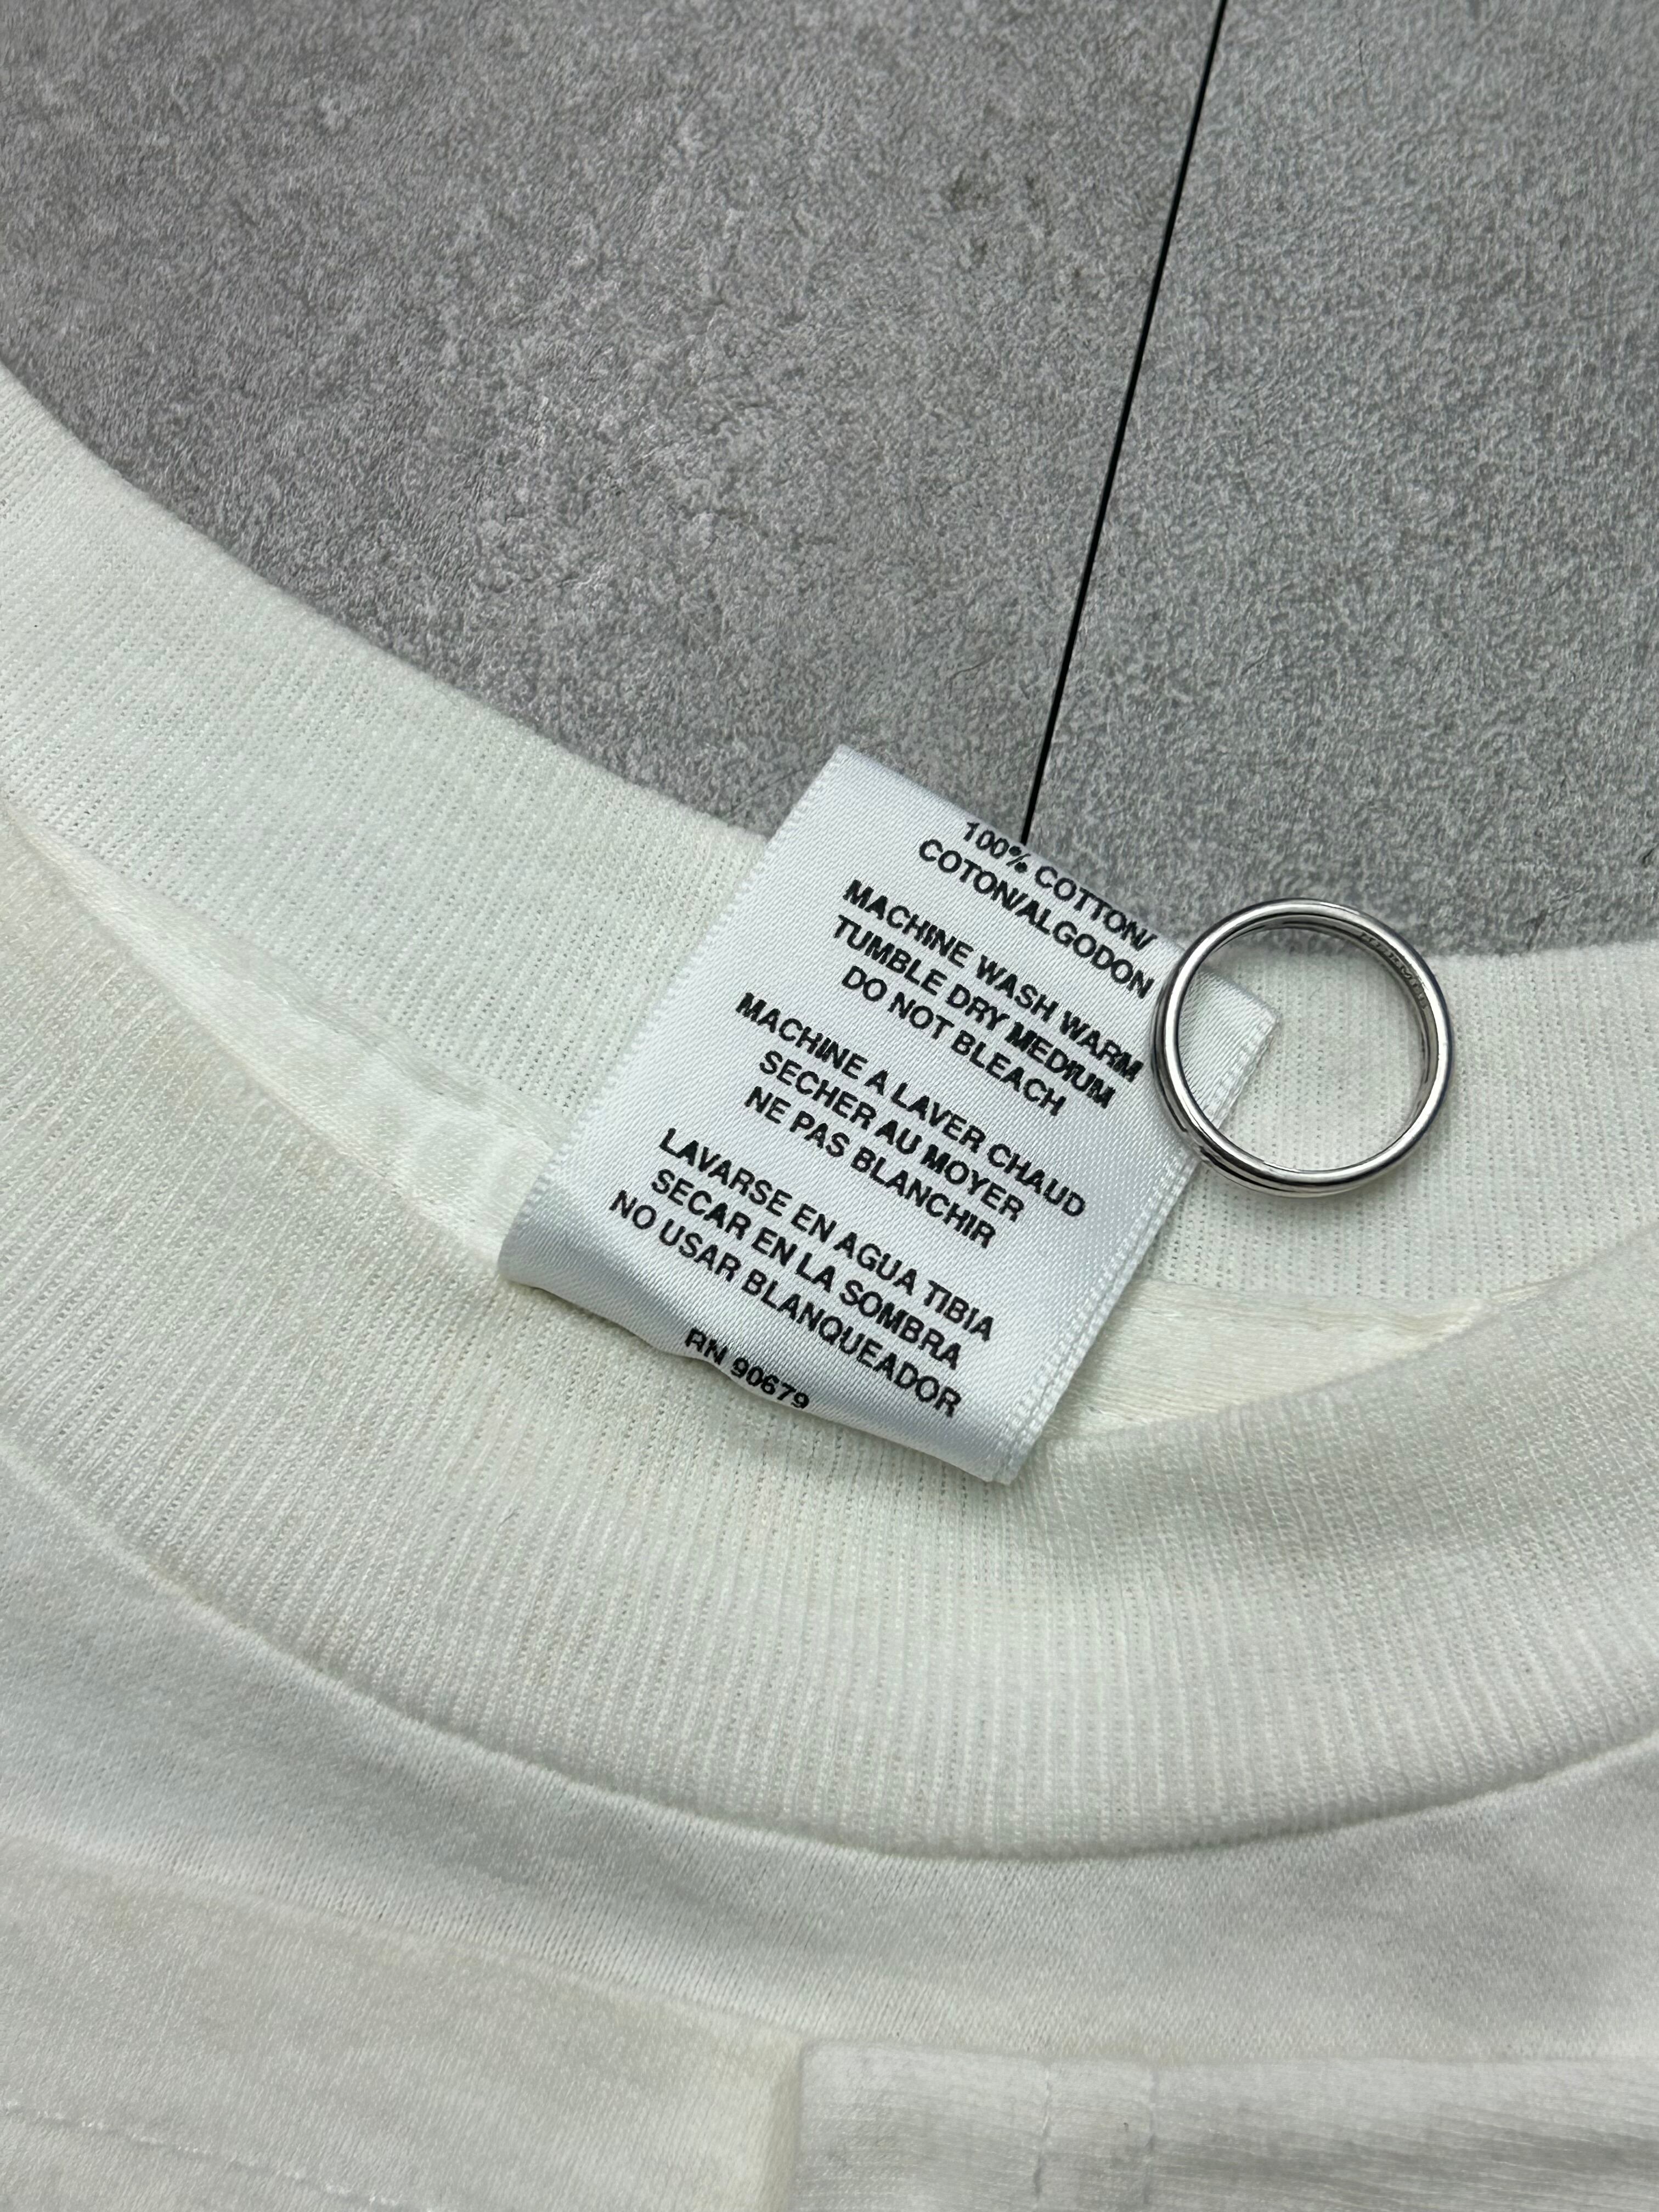 100% COTTON/
COTON/ALGODON
MACHINE WASH WARM
TUMBLE DRY MEDIUM
DO NOT BLEACH
MACHINE A LAVER CHAUD
SECHER AU MOYER
NE PAS BLANCHIR
LAVARSE EN AGUA TIBIA
SECAR EN LA SOMBRA
NO USAR BLANQUEADOR
RN 90679